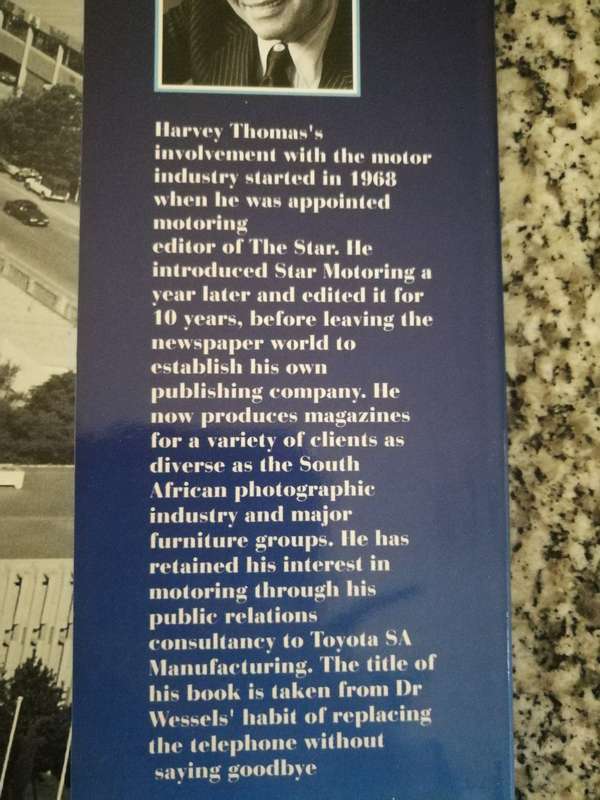 Harvey Thomas's
involvement with the motor
industry started in 1968
when he was appointed
motoring
editor of The Star. He
introduced Star Motoring a
year later and edited it for
10 years, before leaving the
newspaper world to
establish his own
publishing company. He
now produces magazines
for a variety of clients as
diverse as the South
African photographic
industry and major
furniture groups. He has
retained his interest in
motoring through his
public relations
consultancy to Toyota SA
Manufacturing. The title of
his book is taken from Dr
Wessels' habit of replacing
the telephone without
saying goodbye